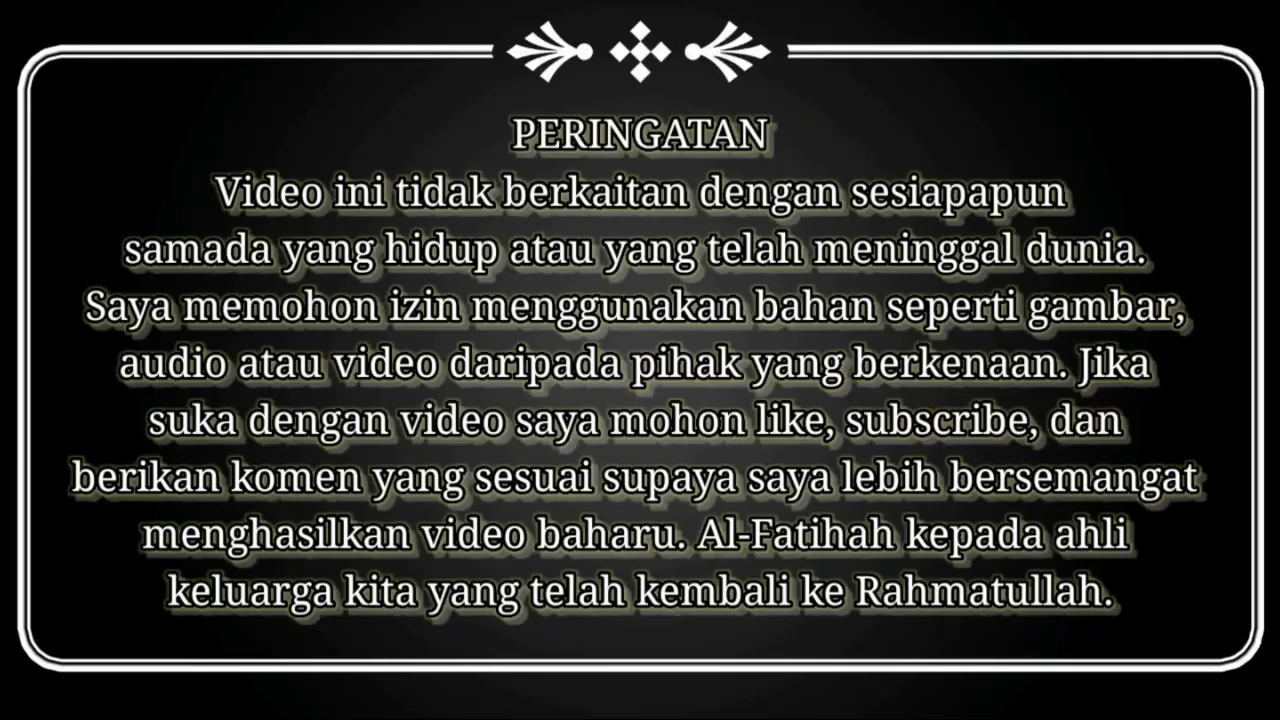 PERINGATAN
Video ini tidak berkaitan dengan sesiapapun
samada yang hidup atau yang telah meninggal dunia.
Saya memohon izin menggunakan bahan seperti gambar,
audio atau video daripada pihak yang berkenaan. Jika
suka dengan video saya mohon like, subscribe, dan
berikan komen yang sesuai supaya saya lebih bersemangat
menghasilkan video baharu. Al-Fatihah kepada ahli
keluarga kita yang telah kembali ke Rahmatullah.